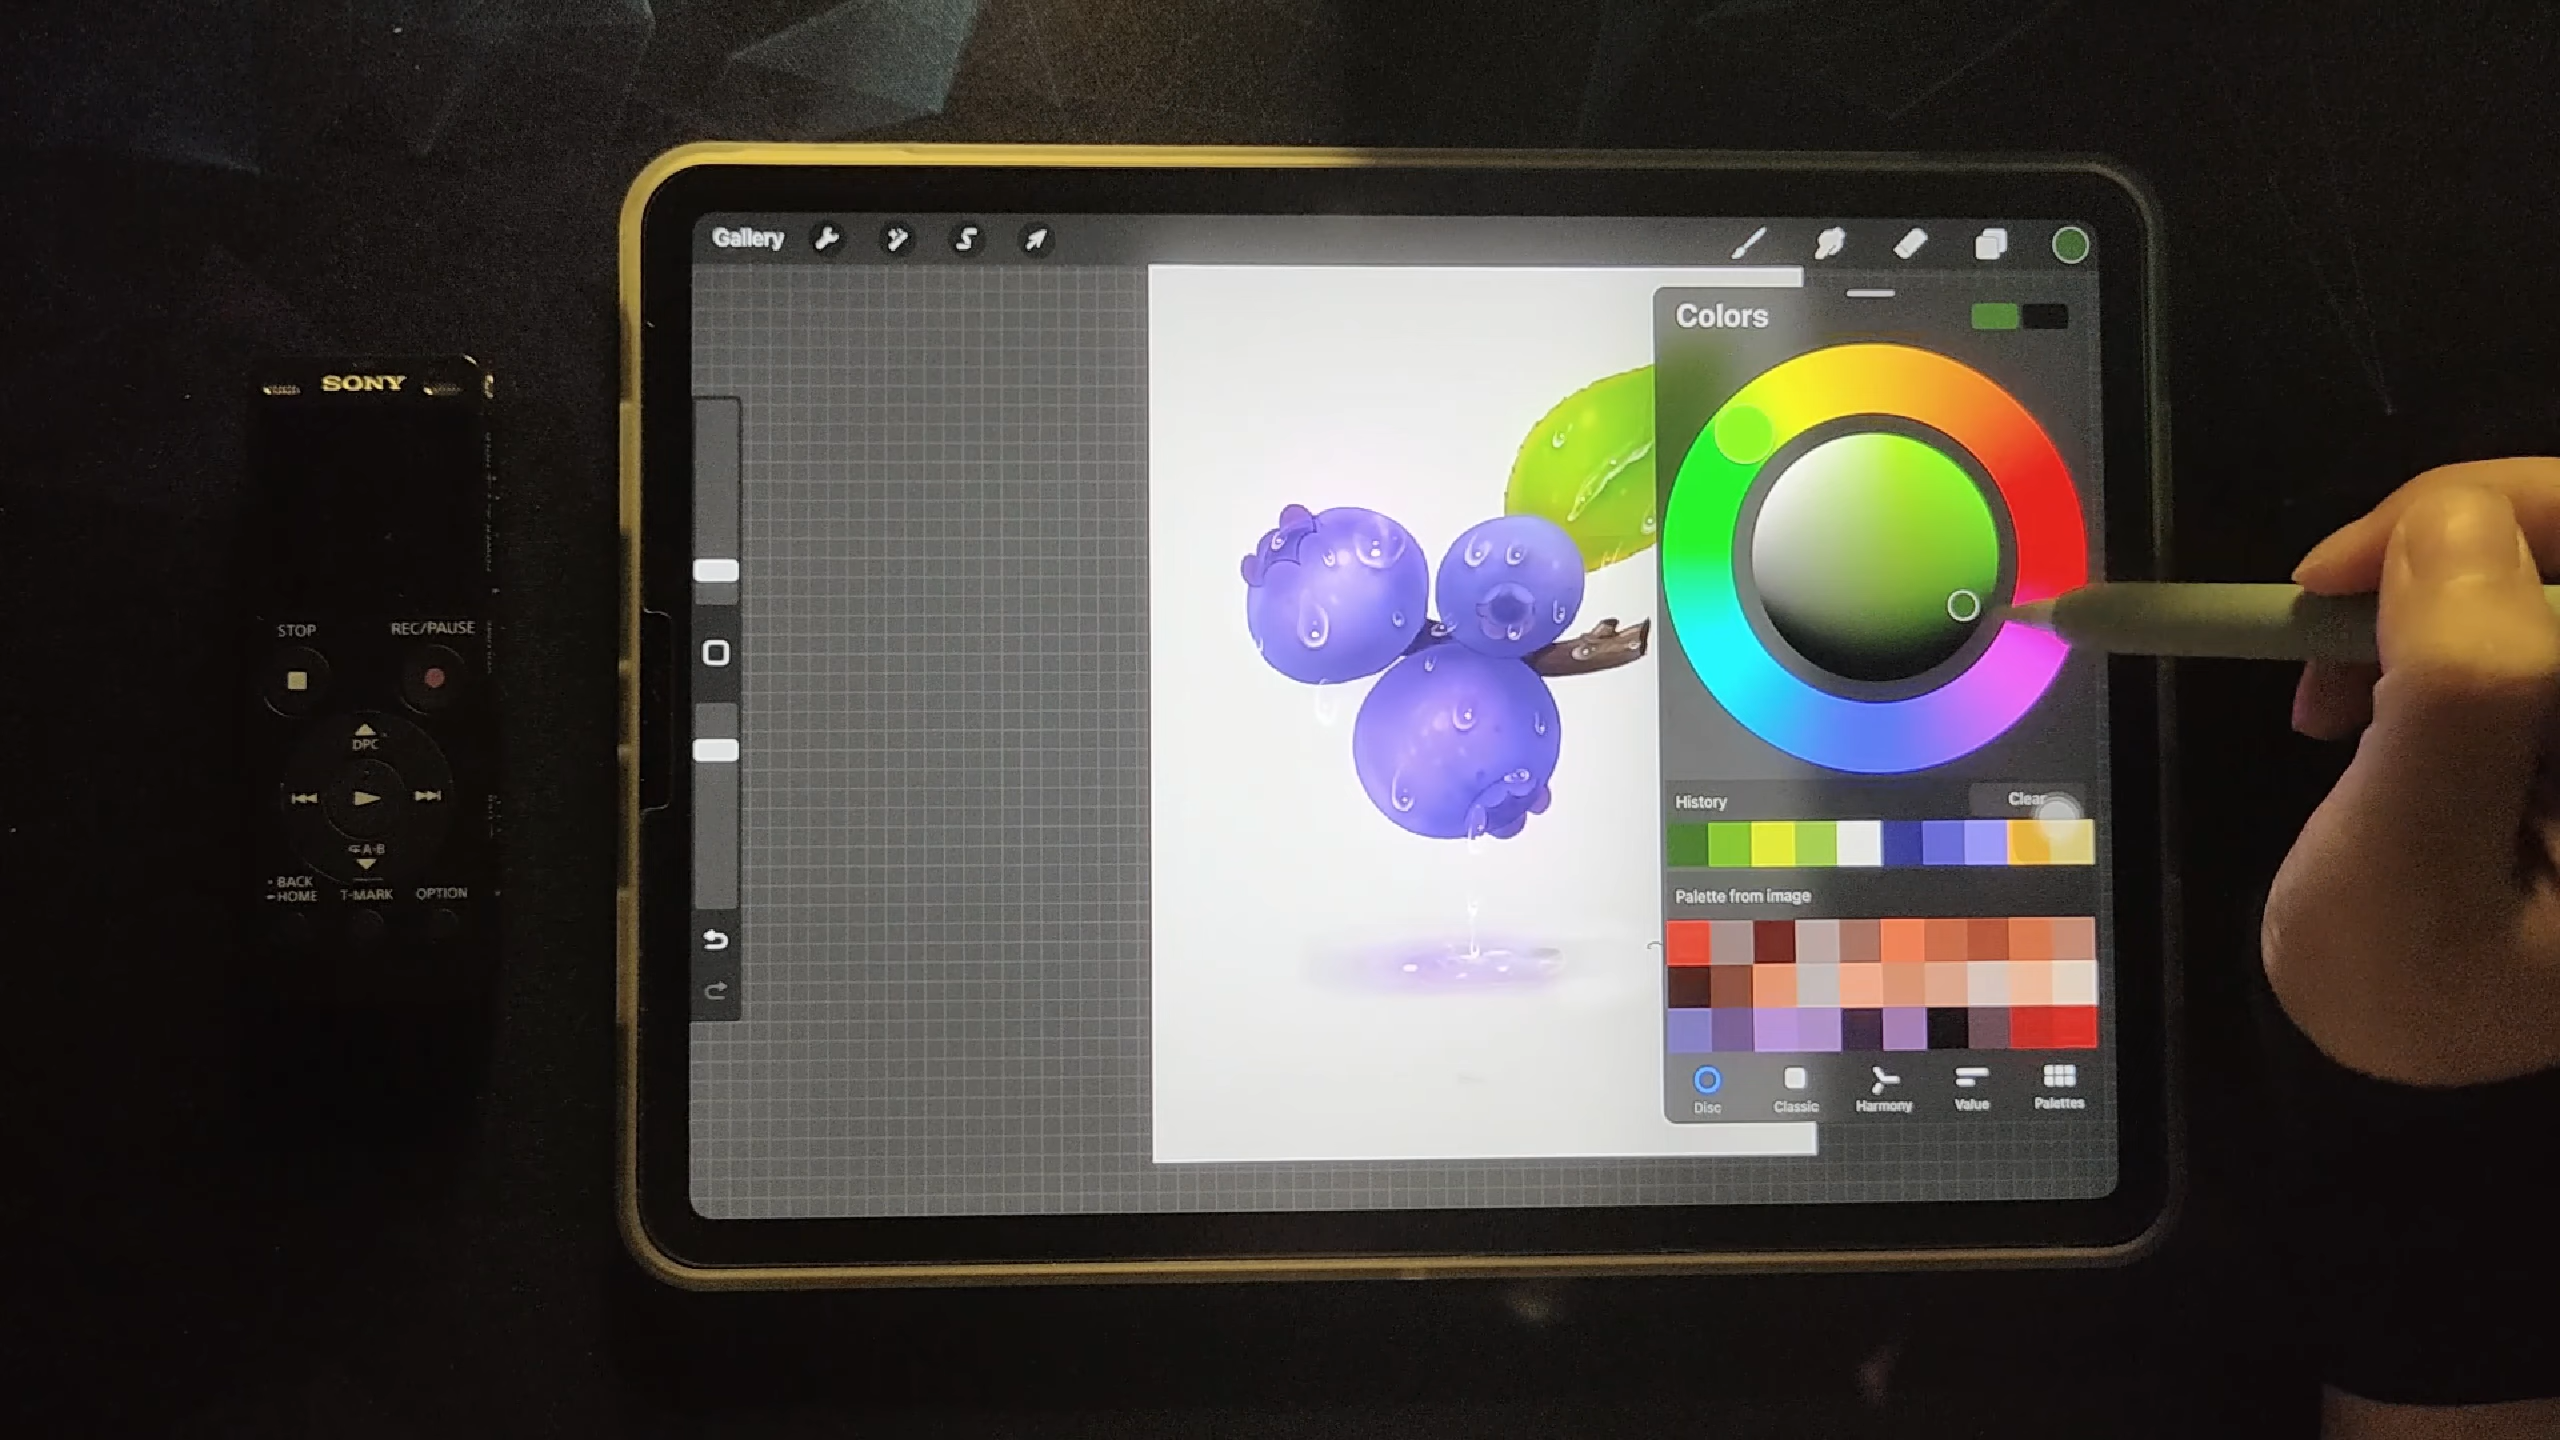 SONY
STOP
REC/PAUSE
DPC
A-B
BACK
HOME
T-MARK
OPTION
Gallery
Colors
History
Clear
Palette from image
Disc
Classic
Harmony
Value
Palettes